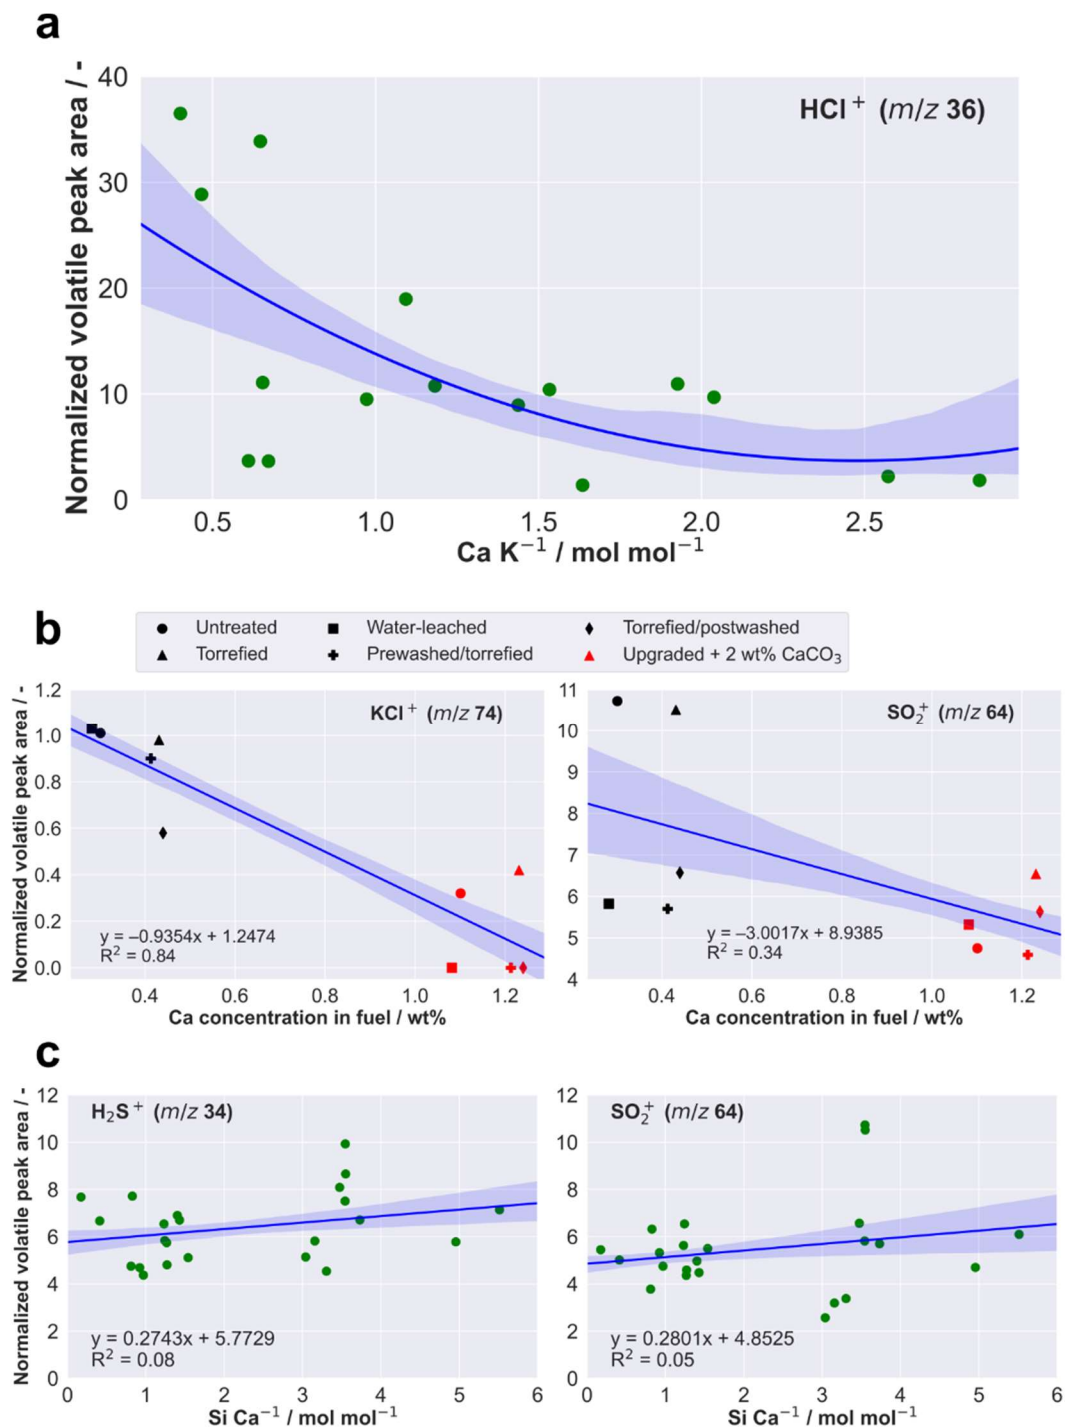 a
Normalized volatile peak area / -
40
30
20
10
0
HCl⁺ (m/z 36)
0.5 1.0 1.5 2.0 2.5
Ca K⁻¹ / mol mol⁻¹
b
Untreated Water-leached Torrefied/postwashed
Torrefied Prewashed/torrefied Upgraded + 2 wt% CaCO₃
Normalized volatile peak area / -
1.2
1.0
0.8
0.6
0.4
0.2
0.0
KCl⁺ (m/z 74)
y = –0.9354x + 1.2474
R² = 0.84
0.4 0.6 0.8 1.0 1.2
Ca concentration in fuel / wt%
11
10
9
8
7
6
5
4
SO₂⁺ (m/z 64)
y = –3.0017x + 8.9385
R² = 0.34
0.4 0.6 0.8 1.0 1.2
Ca concentration in fuel / wt%
c
Normalized volatile peak area / -
12
10
8
6
4
2
0
H₂S⁺ (m/z 34)
y = 0.2743x + 5.7729
R² = 0.08
0 1 2 3 4 5 6
Si Ca⁻¹ / mol mol⁻¹
12
10
8
6
4
2
0
SO₂⁺ (m/z 64)
y = 0.2801x + 4.8525
R² = 0.05
0 1 2 3 4 5 6
Si Ca⁻¹ / mol mol⁻¹